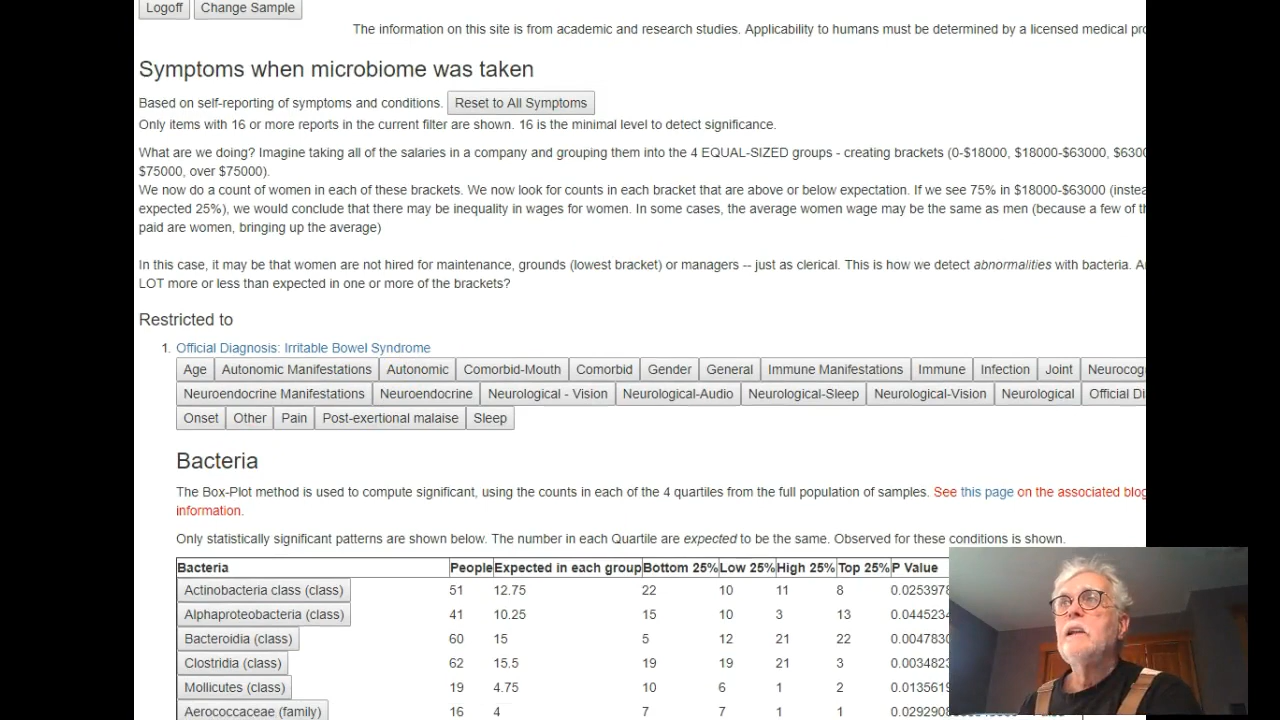 Logoff Change Sample
The information on this site is from academic and research studies. Applicability to humans must be determined by a licensed medical
Symptoms when microbiome was taken
Based on self-reporting of symptoms and conditions. Reset to All Symptoms
Only items with 16 or more reports in the current filter are shown. 16 is the minimal level to detect significance.
What are we doing? Imagine taking all of the salaries in a company and grouping them into the 4 EQUAL-SIZED groups - creating brackets (0-$18000, $18000-$63000,
$75000, over $75000).
We now do a count of women in each of these brackets. We now look for counts in each bracket that are above or below expectation. If we see 75% in $18000-$63000
expected 25%), we would conclude that there may be inequality in wages for women. In some cases, the average women wage may be the same as men (because a few of
paid are women, bringing up the average)
In this case, it may be that women are not hired for maintenance, grounds (lowest bracket) or managers -- just as clerical. This is how we detect abnormalities with bacteria.
LOT more or less than expected in one or more of the brackets?
Restricted to
1. Official Diagnosis: Irritable Bowel Syndrome
Age Autonomic Manifestations Autonomic Comorbid-Mouth Comorbid Gender General Immune Manifestations Immune Infection Joint
Neuroendocrine Manifestations Neuroendocrine Neurological - Vision Neurological-Audio Neurological-Sleep Neurological-Vision Neurological Official
Onset Other Pain Post-exertional malaise Sleep
Bacteria
The Box-Plot method is used to compute significant, using the counts in each of the 4 quartiles from the full population of samples. See this page on the associated blog
information.
Only statistically significant patterns are shown below. The number in each Quartile are expected to be the same. Observed for these conditions is shown.
Bacteria People Expected in each group Bottom 25% Low 25% High 25% Top 25% P Value
Actinobacteria class (class) 51 12.75 22 10 11 8 0.0253978
Alphaproteobacteria (class) 41 10.25 15 10 3 13 0.0445234
Bacteroidia (class) 60 15 5 12 21 22 0.0047830
Clostridia (class) 62 15.5 19 19 21 3 0.0034823
Mollicutes (class) 19 4.75 10 6 1 2 0.0135619
Aerococcaceae (family) 16 4 7 7 1 1